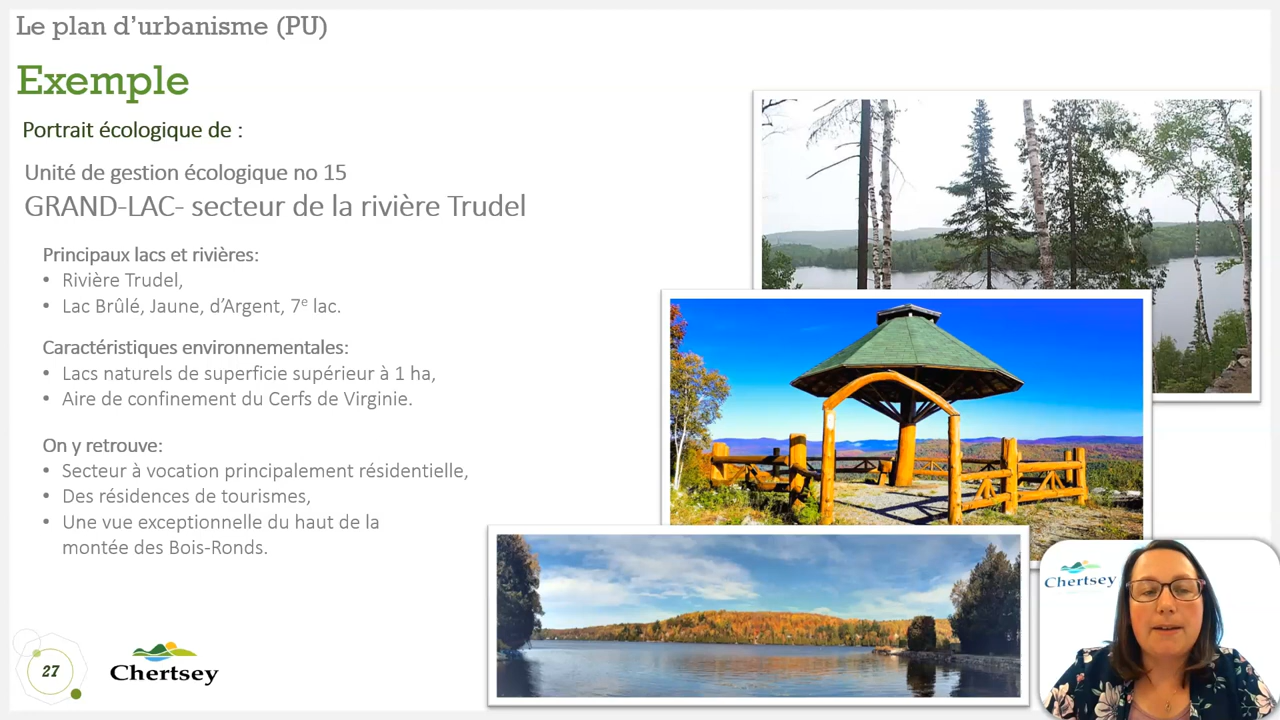 Le plan d’urbanisme (PU)
Exemple
Portrait écologique de :
Unité de gestion écologique no 15
GRAND-LAC- secteur de la rivière Trudel
Principaux lacs et rivières:
• Rivière Trudel,
• Lac Brûlé, Jaune, d’Argent, 7e lac.
Caractéristiques environnementales:
• Lacs naturels de superficie supérieur à 1 ha,
• Aire de confinement du Cerfs de Virginie.
On y retrouve:
• Secteur à vocation principalement résidentielle,
• Des résidences de tourismes,
• Une vue exceptionnelle du haut de la
montée des Bois-Ronds.
27
Chertsey
Chertsey